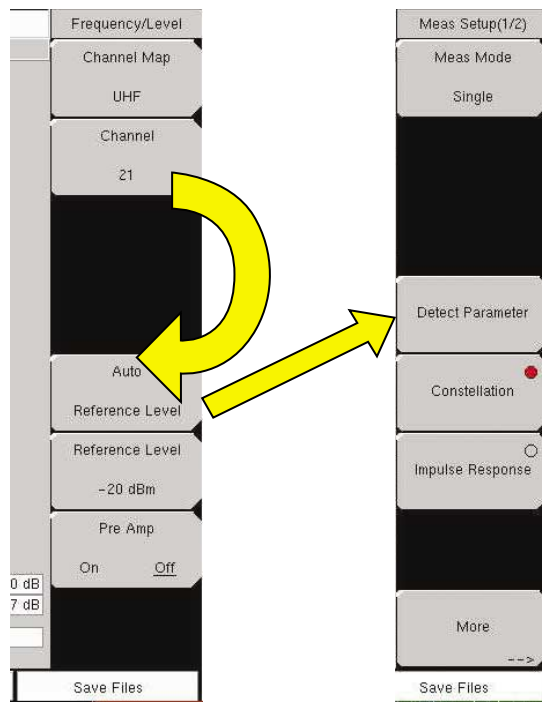 Frequency/Level
Channel Map
UHF
Channel
21
Auto
Reference Level
Reference Level
-20 dBm
Pre Amp
On Off
0 dB
7 dB
Save Files
Meas Setup(1/2)
Meas Mode
Single
Detect Parameter
Constellation
Impulse Response
More
-->
Save Files